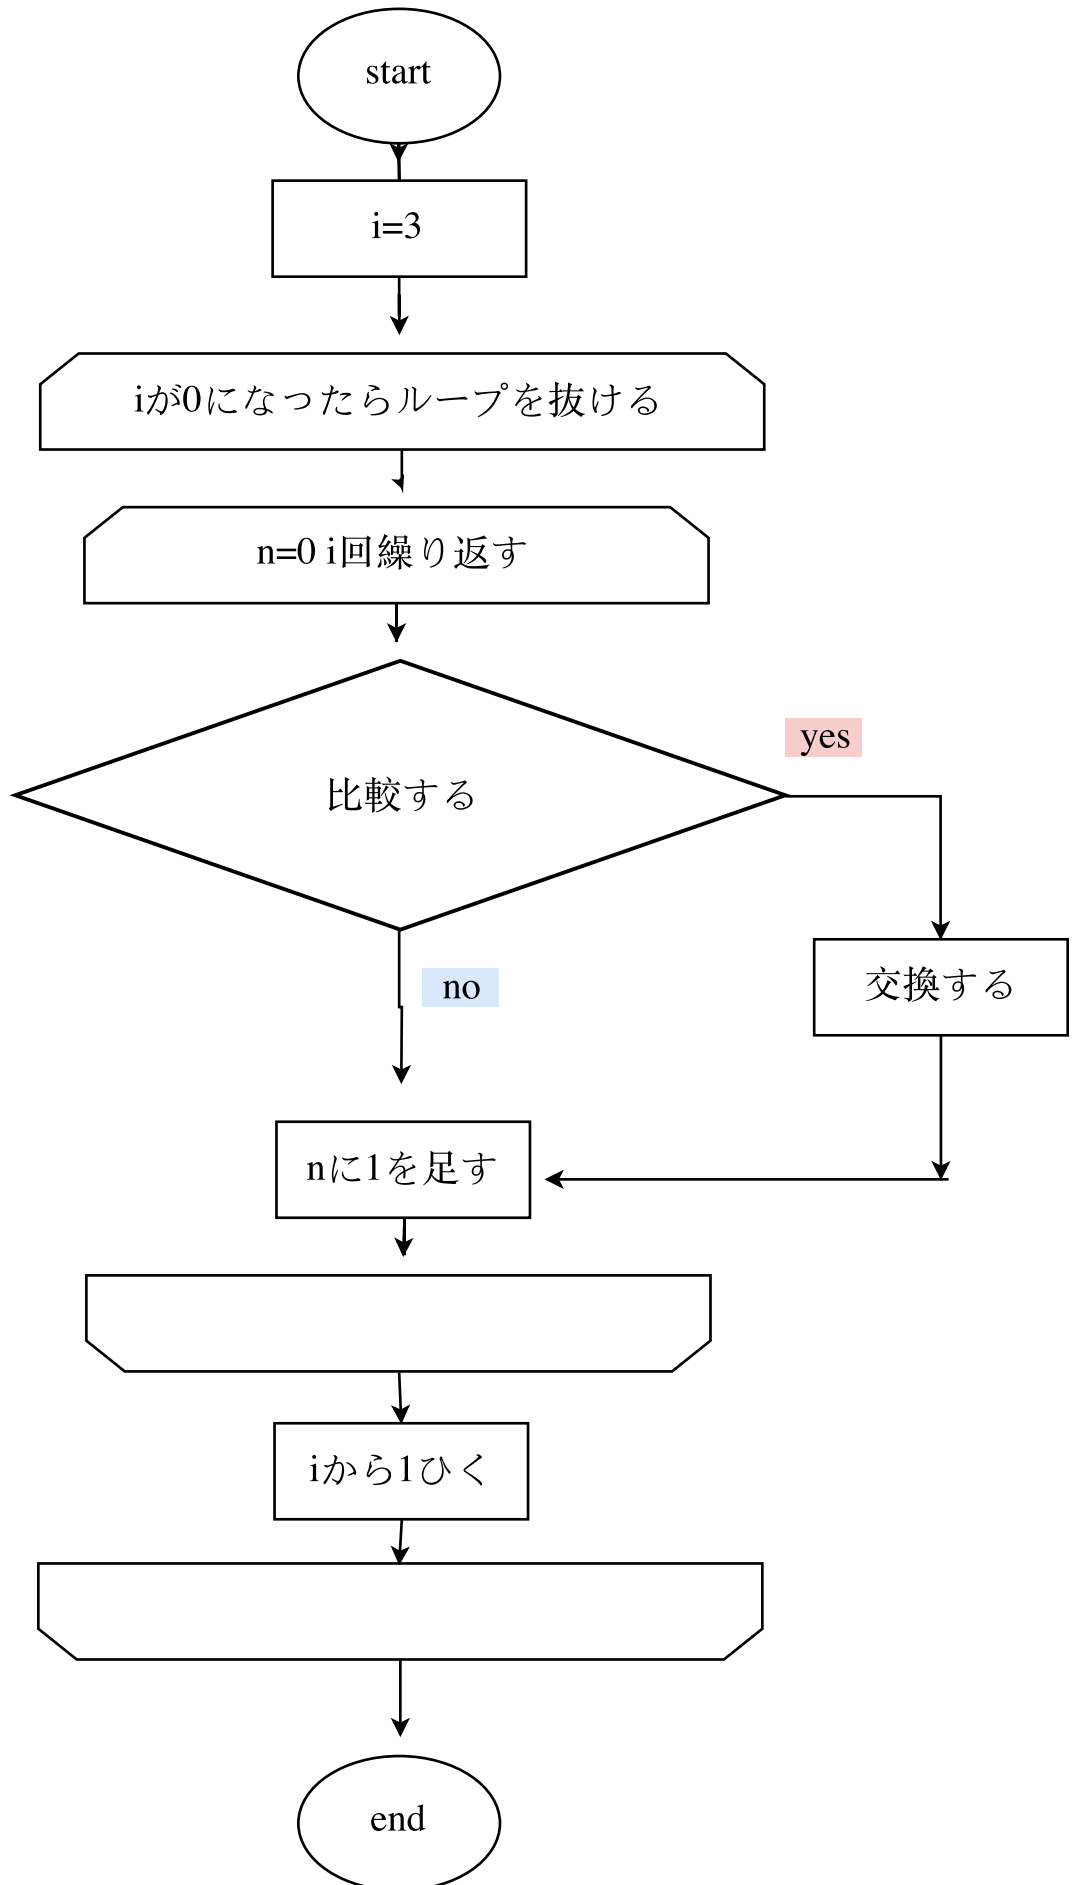 start
i=3
iが0になったらループを抜ける
n=0 i回繰り返す
yes
比較する
no
交換する
nに1を足す
iから1ひく
end